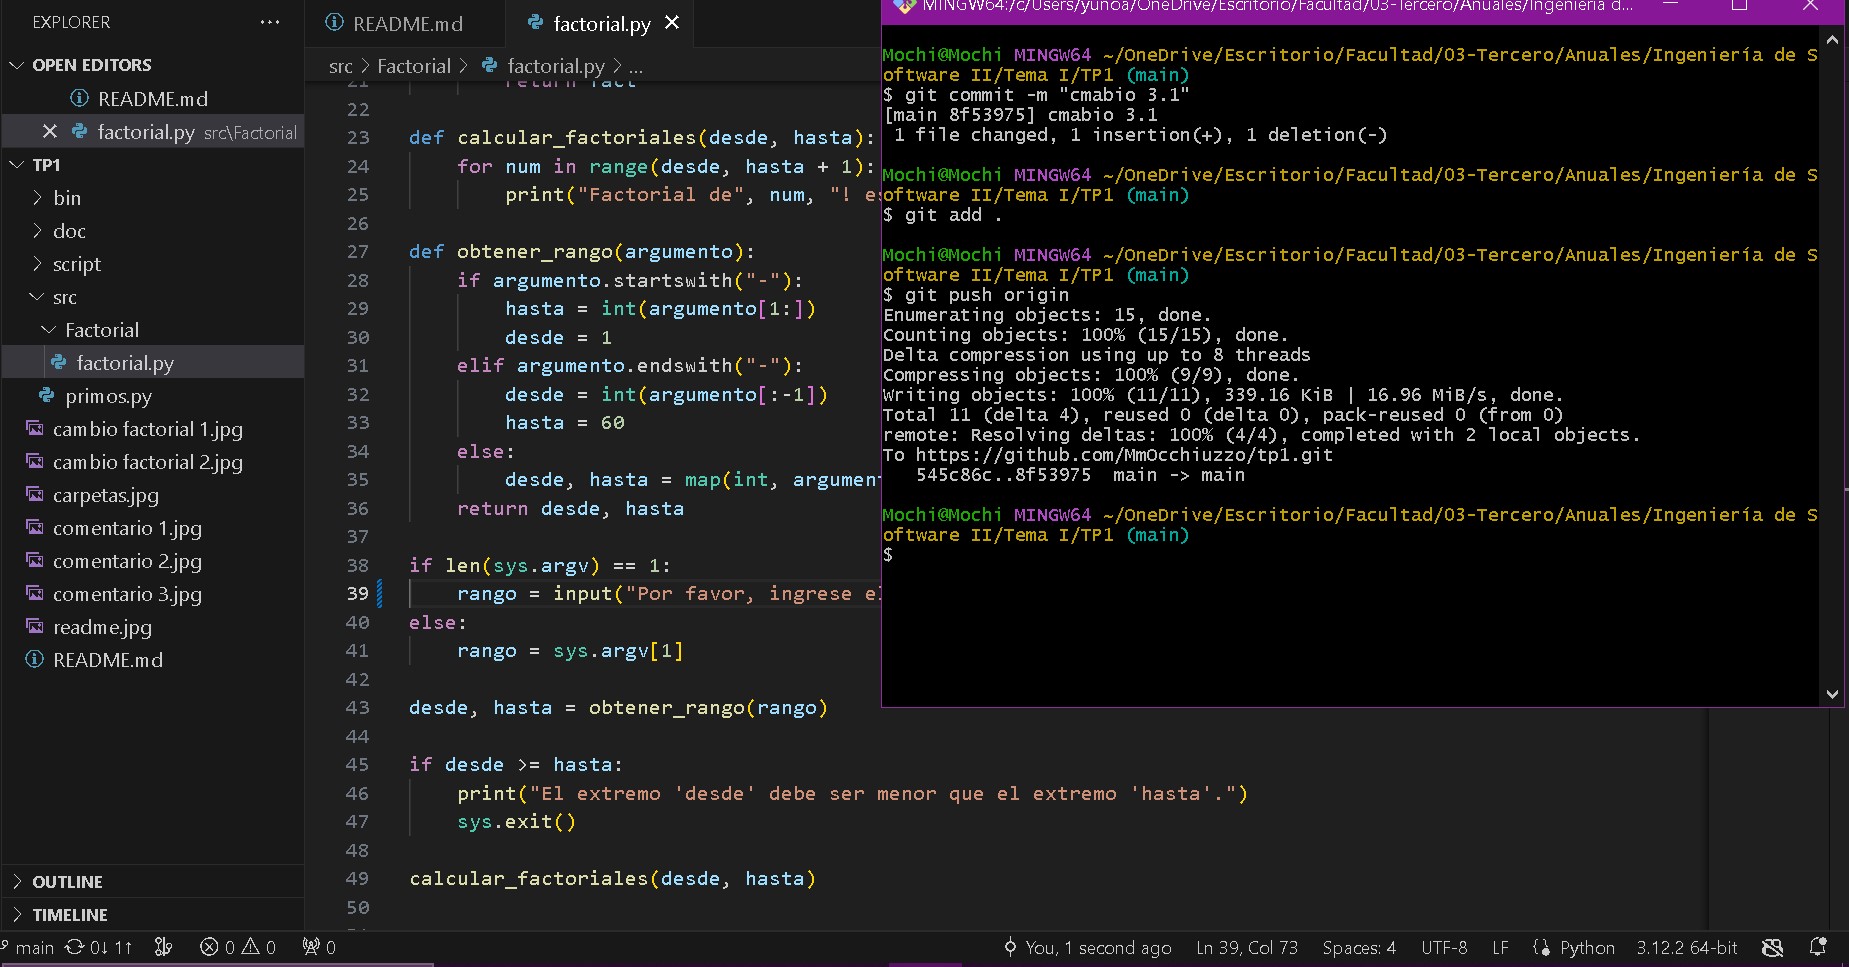 EXPLORER
OPEN EDITORS
README.md
factorial.py src\Factorial
TP1
bin
doc
script
src
Factorial
factorial.py
primos.py
cambio factorial 1.jpg
cambio factorial 2.jpg
carpetas.jpg
comentario 1.jpg
comentario 2.jpg
comentario 3.jpg
readme.jpg
README.md
OUTLINE
TIMELINE
README.md
factorial.py
src > Factorial > factorial.py > ...
21 return fact
22
23 def calcular_factoriales(desde, hasta):
24 for num in range(desde, hasta + 1):
25 print("Factorial de", num, "! es
26
27 def obtener_rango(argumento):
28 if argumento.startswith("-"):
29 hasta = int(argumento[1:])
30 desde = 1
31 elif argumento.endswith("-"):
32 desde = int(argumento[:-1])
33 hasta = 60
34 else:
35 desde, hasta = map(int, argumen
36 return desde, hasta
37
38 if len(sys.argv) == 1:
39 rango = input("Por favor, ingrese el
40 else:
41 rango = sys.argv[1]
42
43 desde, hasta = obtener_rango(rango)
44
45 if desde >= hasta:
46 print("El extremo 'desde' debe ser menor que el extremo 'hasta'.")
47 sys.exit()
48
49 calcular_factoriales(desde, hasta)
50
MINGW64:/c/Users/yunoa/OneDrive/Escritorio/Facultad/03-Tercero/Anuales/Ingeniería d...
Mochi@Mochi MINGW64 ~/OneDrive/Escritorio/Facultad/03-Tercero/Anuales/Ingeniería de S
oftware II/Tema I/TP1 (main)
$ git commit -m "cmabio 3.1"
[main 8f53975] cmabio 3.1
1 file changed, 1 insertion(+), 1 deletion(-)
Mochi@Mochi MINGW64 ~/OneDrive/Escritorio/Facultad/03-Tercero/Anuales/Ingeniería de S
oftware II/Tema I/TP1 (main)
$ git add .
Mochi@Mochi MINGW64 ~/OneDrive/Escritorio/Facultad/03-Tercero/Anuales/Ingeniería de S
oftware II/Tema I/TP1 (main)
$ git push origin
Enumerating objects: 15, done.
Counting objects: 100% (15/15), done.
Delta compression using up to 8 threads
Compressing objects: 100% (9/9), done.
Writing objects: 100% (11/11), 339.16 KiB | 16.96 MiB/s, done.
Total 11 (delta 4), reused 0 (delta 0), pack-reused 0 (from 0)
remote: Resolving deltas: 100% (4/4), completed with 2 local objects.
To https://github.com/MmOcchiuzzo/tp1.git
545c86c..8f53975 main -> main
Mochi@Mochi MINGW64 ~/OneDrive/Escritorio/Facultad/03-Tercero/Anuales/Ingeniería de S
oftware II/Tema I/TP1 (main)
$
main 0↓ 1↑ 0 0 0 You, 1 second ago Ln 39, Col 73 Spaces: 4 UTF-8 LF Python 3.12.2 64-bit